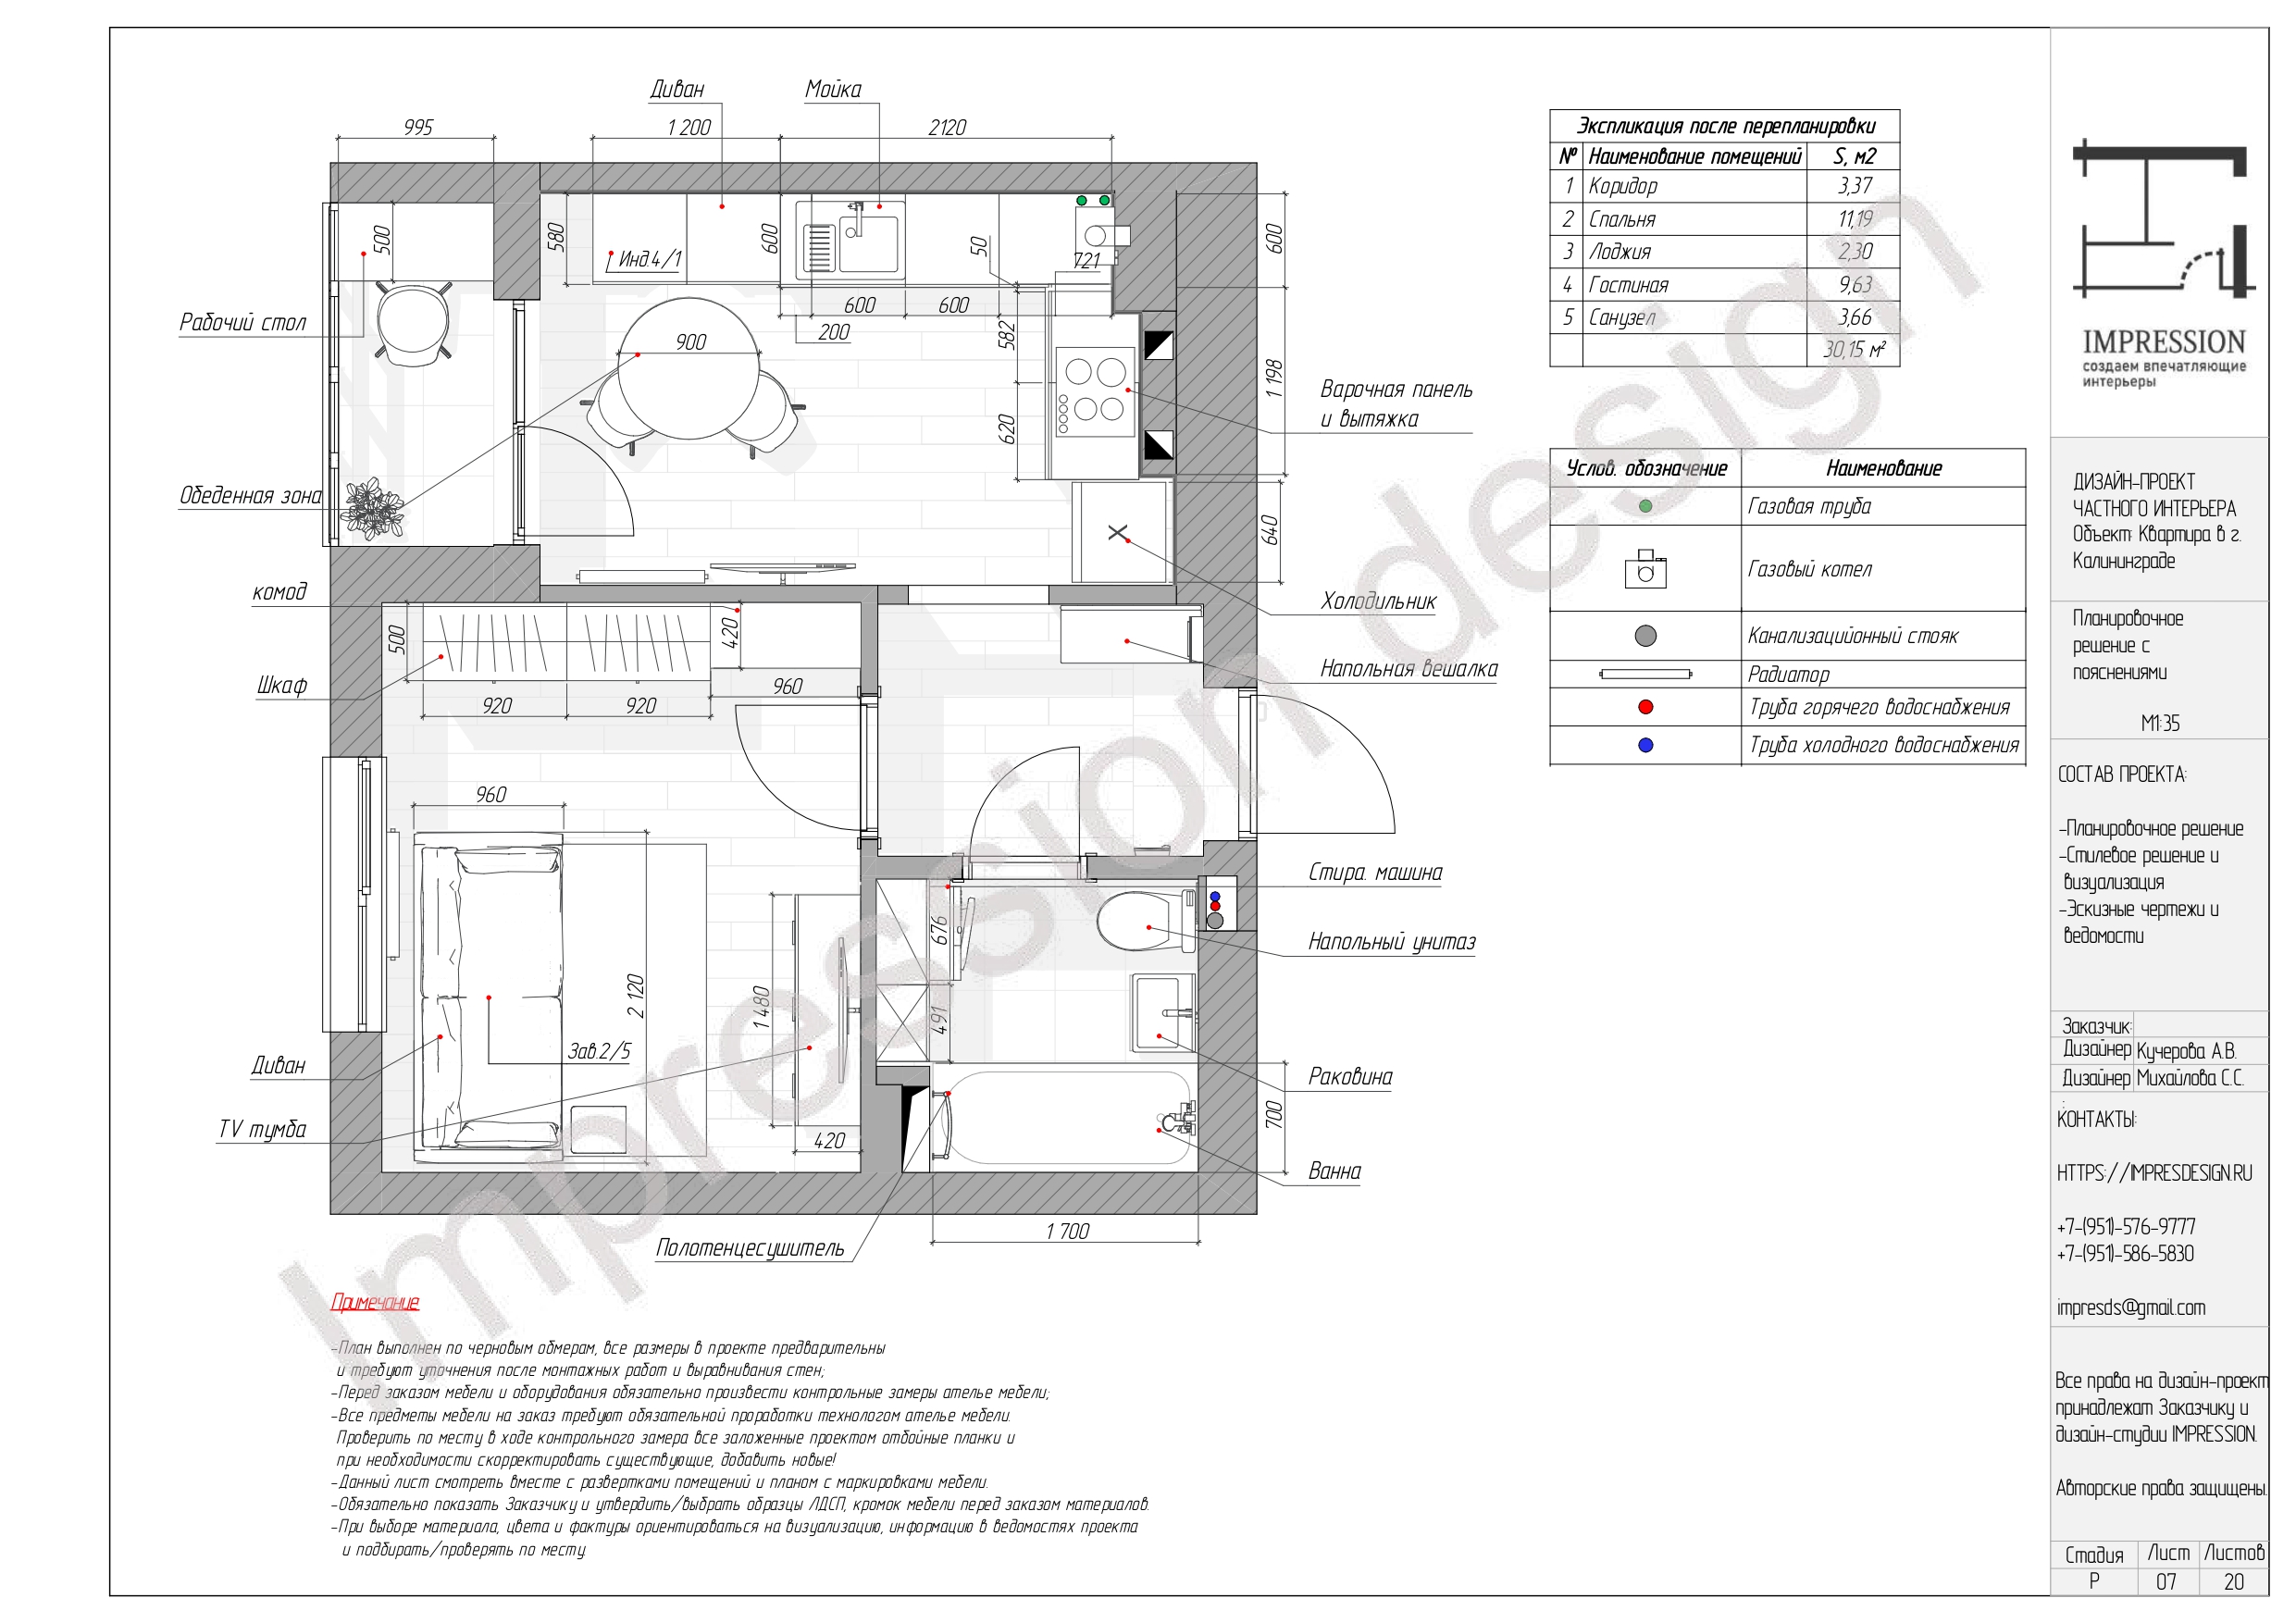 Диван
Мойка
995
1 200
2120
500
580
600
50
721
Инд.4/1
600
600
200
582
620
900
600
1 198
640
Рабочий стол
Обеденная зона
комод
Шкаф
Диван
TV тумба
Полотенцесушитель
Варочная панель
и вытяжка
Холодильник
Напольная вешалка
Стира. машина
Напольный унитаз
Раковина
Ванна
500
420
920
920
960
960
2 120
Зав.2/5
1 480
420
676
491
700
1 700
Impression design
Экспликация после перепланировки
№ Наименование помещений S, м2
1 Коридор 3,37
2 Спальня 11,19
3 Лоджия 2,30
4 Гостиная 9,63
5 Санузел 3,66
30,15 м²
Услов. обозначение Наименование
Газовая труба
Газовый котел
Канализацийонный стояк
Радиатор
Труба горячего водоснабжения
Труба холодного водоснабжения
Примечание
-План выполнен по черновым обмерам, все размеры в проекте предварительны
и требуют уточнения после монтажных работ и выравнивания стен;
-Перед заказом мебели и оборудования обязательно произвести контрольные замеры ателье мебели;
-Все предметы мебели на заказ требуют обязательной проработки технологом ателье мебели.
Проверить по месту в ходе контрольного замера все заложенные проектом отбойные планки и
при необходимости скорректировать существующие, добавить новые!
-Данный лист смотреть вместе с развертками помещений и планом с маркировками мебели.
-Обязательно показать Заказчику и утвердить/выбрать образцы ЛДСП, кромок мебели перед заказом материалов.
-При выборе материала, цвета и фактуры ориентироваться на визуализацию, информацию в ведомостях проекта
и подбирать/проверять по месту.
IMPRESSION
создаем впечатляющие
интерьеры
ДИЗАЙН-ПРОЕКТ
ЧАСТНОГО ИНТЕРЬЕРА
Объект: Квартира в г.
Калининграде
Планировочное
решение с
пояснениями
М1:35
СОСТАВ ПРОЕКТА:
-Планировочное решение
-Стилевое решение и
визуализация
-Эскизные чертежи и
ведомости
Заказчик:
Дизайнер Кучерова А.В.
Дизайнер Михайлова С.С.
:
КОНТАКТЫ:
HTTPS://IMPRESDESIGN.RU
+7-(951)-576-9777
+7-(951)-586-5830
impresds@gmail.com
Все права на дизайн-проект
принадлежат Заказчику и
дизайн-студии IMPRESSION.
Авторские права защищены.
Стадия Лист Листов
Р 07 20